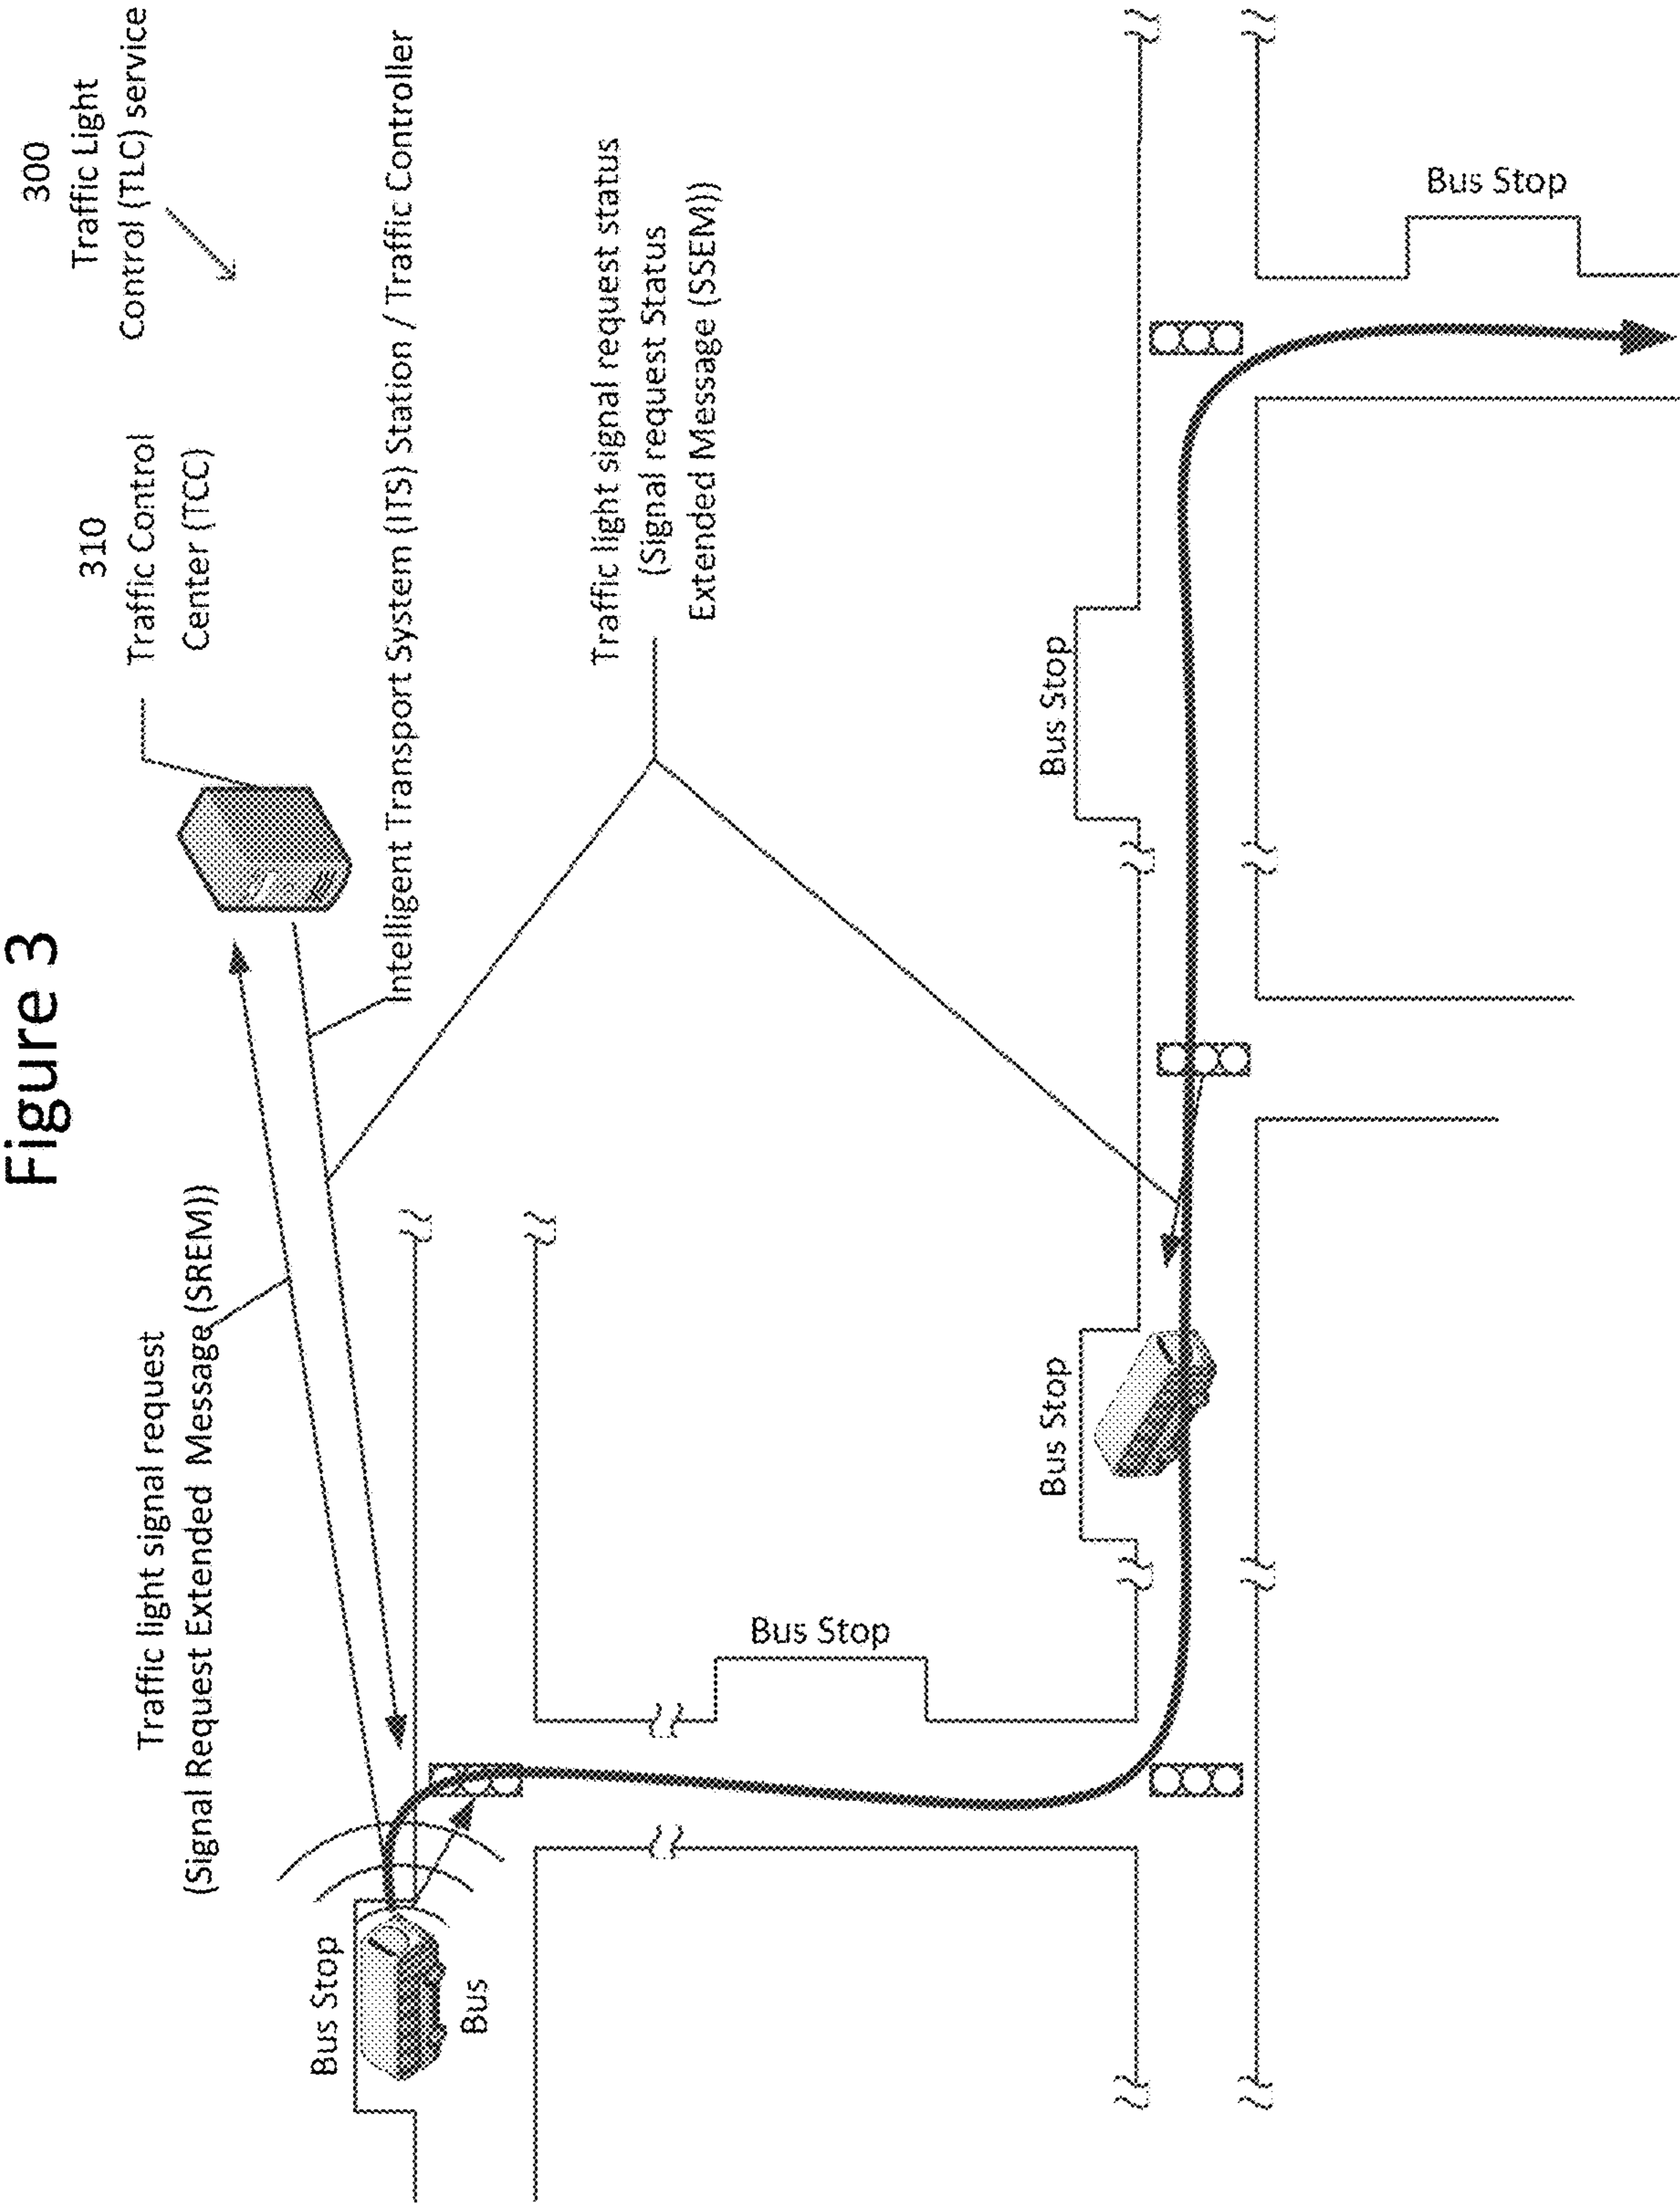 Figure 3
300
Traffic Light
Control (TLC) service
310
Traffic Control
Center (TCC)
Traffic light signal request
(Signal Request Extended Message (SREM))
Intelligent Transport System (ITS) Station / Traffic Controller
Traffic light signal request status
(Signal request Status
Extended Message (SSEM))
Bus Stop
Bus
Bus Stop
Bus Stop
Bus Stop
Bus Stop